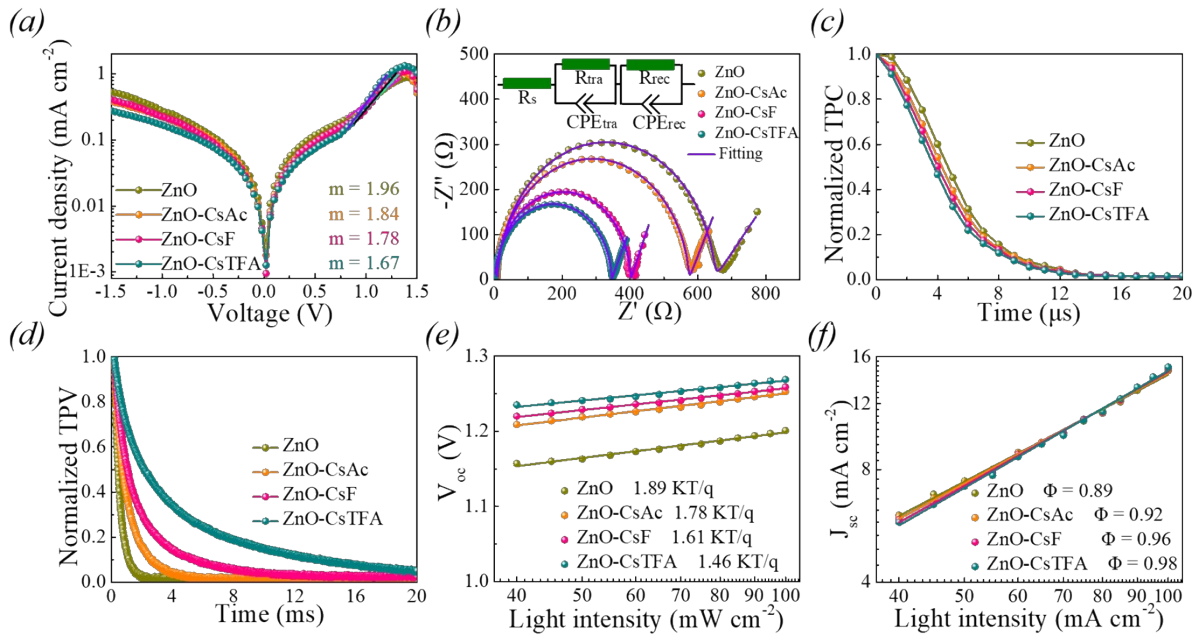 (a)
Current density (mA cm-2)
1
0.1
0.01
1E-3
ZnO m = 1.96
ZnO-CsAc m = 1.84
ZnO-CsF m = 1.78
ZnO-CsTFA m = 1.67
-1.5 -1.0 -0.5 0.0 0.5 1.0 1.5
Voltage (V)
(b)
-Z" (Ω)
500
400
300
200
100
0
Rs Rtra Rrec
CPEtra CPErec
ZnO
ZnO-CsAc
ZnO-CsF
ZnO-CsTFA
Fitting
0 200 400 600 800
Z' (Ω)
(c)
Normalized TPC
1.0
0.8
0.6
0.4
0.2
0.0
ZnO
ZnO-CsAc
ZnO-CsF
ZnO-CsTFA
0 4 8 12 16 20
Time (μs)
(d)
Normalized TPV
1.0
0.8
0.6
0.4
0.2
0.0
ZnO
ZnO-CsAc
ZnO-CsF
ZnO-CsTFA
0 4 8 12 16 20
Time (ms)
(e)
Voc (V)
1.3
1.2
1.1
1.0
ZnO 1.89 KT/q
ZnO-CsAc 1.78 KT/q
ZnO-CsF 1.61 KT/q
ZnO-CsTFA 1.46 KT/q
40 50 60 70 80 90 100
Light intensity (mW cm-2)
(f)
Jsc (mA cm-2)
16
12
8
ZnO Φ = 0.89
ZnO-CsAc Φ = 0.92
ZnO-CsF Φ = 0.96
ZnO-CsTFA Φ = 0.98
40 50 60 70 80 90 100
Light intensity (mA cm-2)